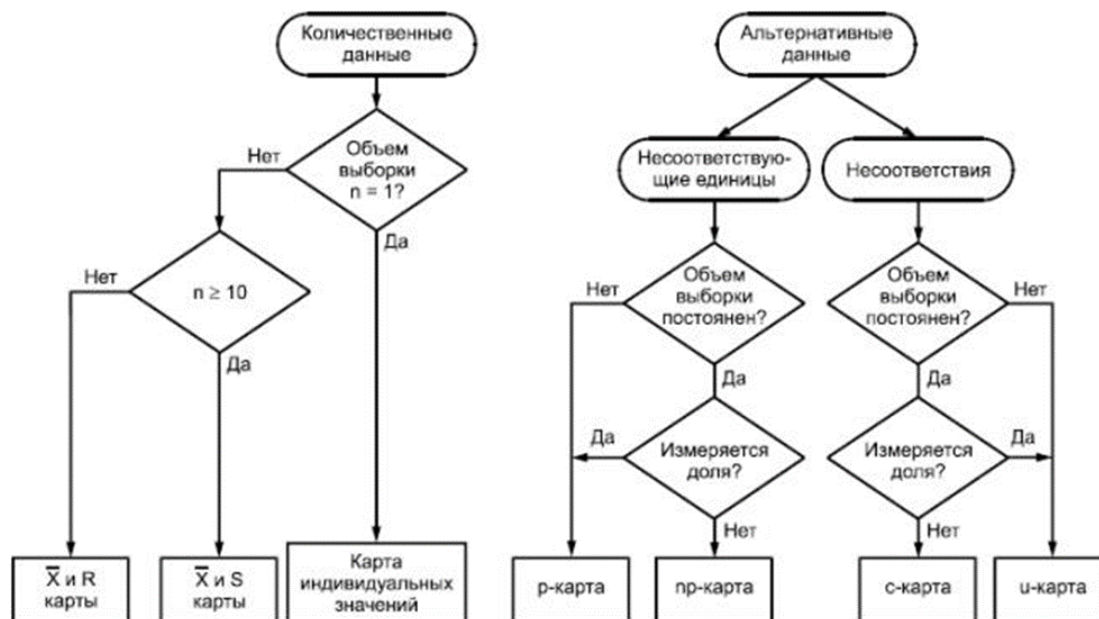 Количественные
данные
Объем
выборки
n = 1?
Нет
Да
n ≥ 10
Нет
Да
X̅ и R
карты
X̅ и S
карты
Карта
индивидуальных
значений
Альтернативные
данные
Несоответствую-
щие единицы
Несоответствия
Объем
выборки
постоянен?
Нет
Да
Измеряется
доля?
Да
Нет
p-карта
np-карта
Объем
выборки
постоянен?
Нет
Да
Измеряется
доля?
Да
Нет
c-карта
u-карта